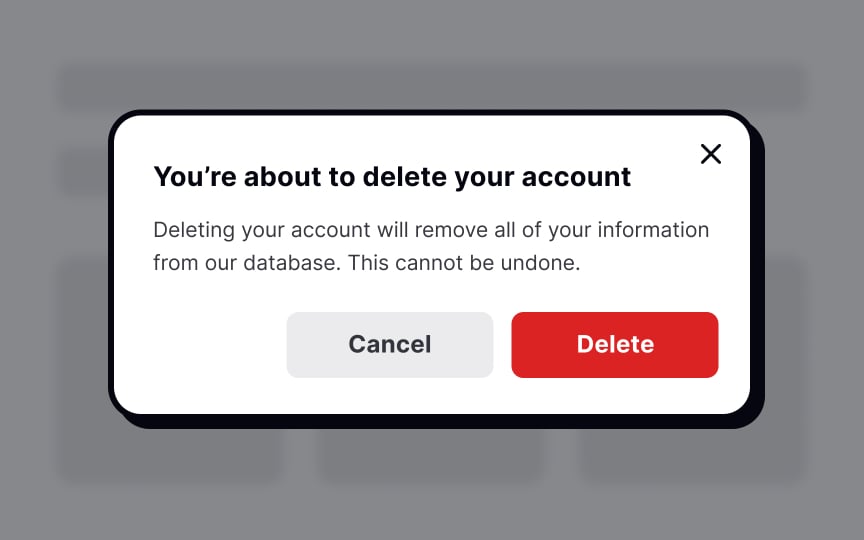 You’re about to delete your account
Deleting your account will remove all of your information
from our database. This cannot be undone.
Cancel
Delete